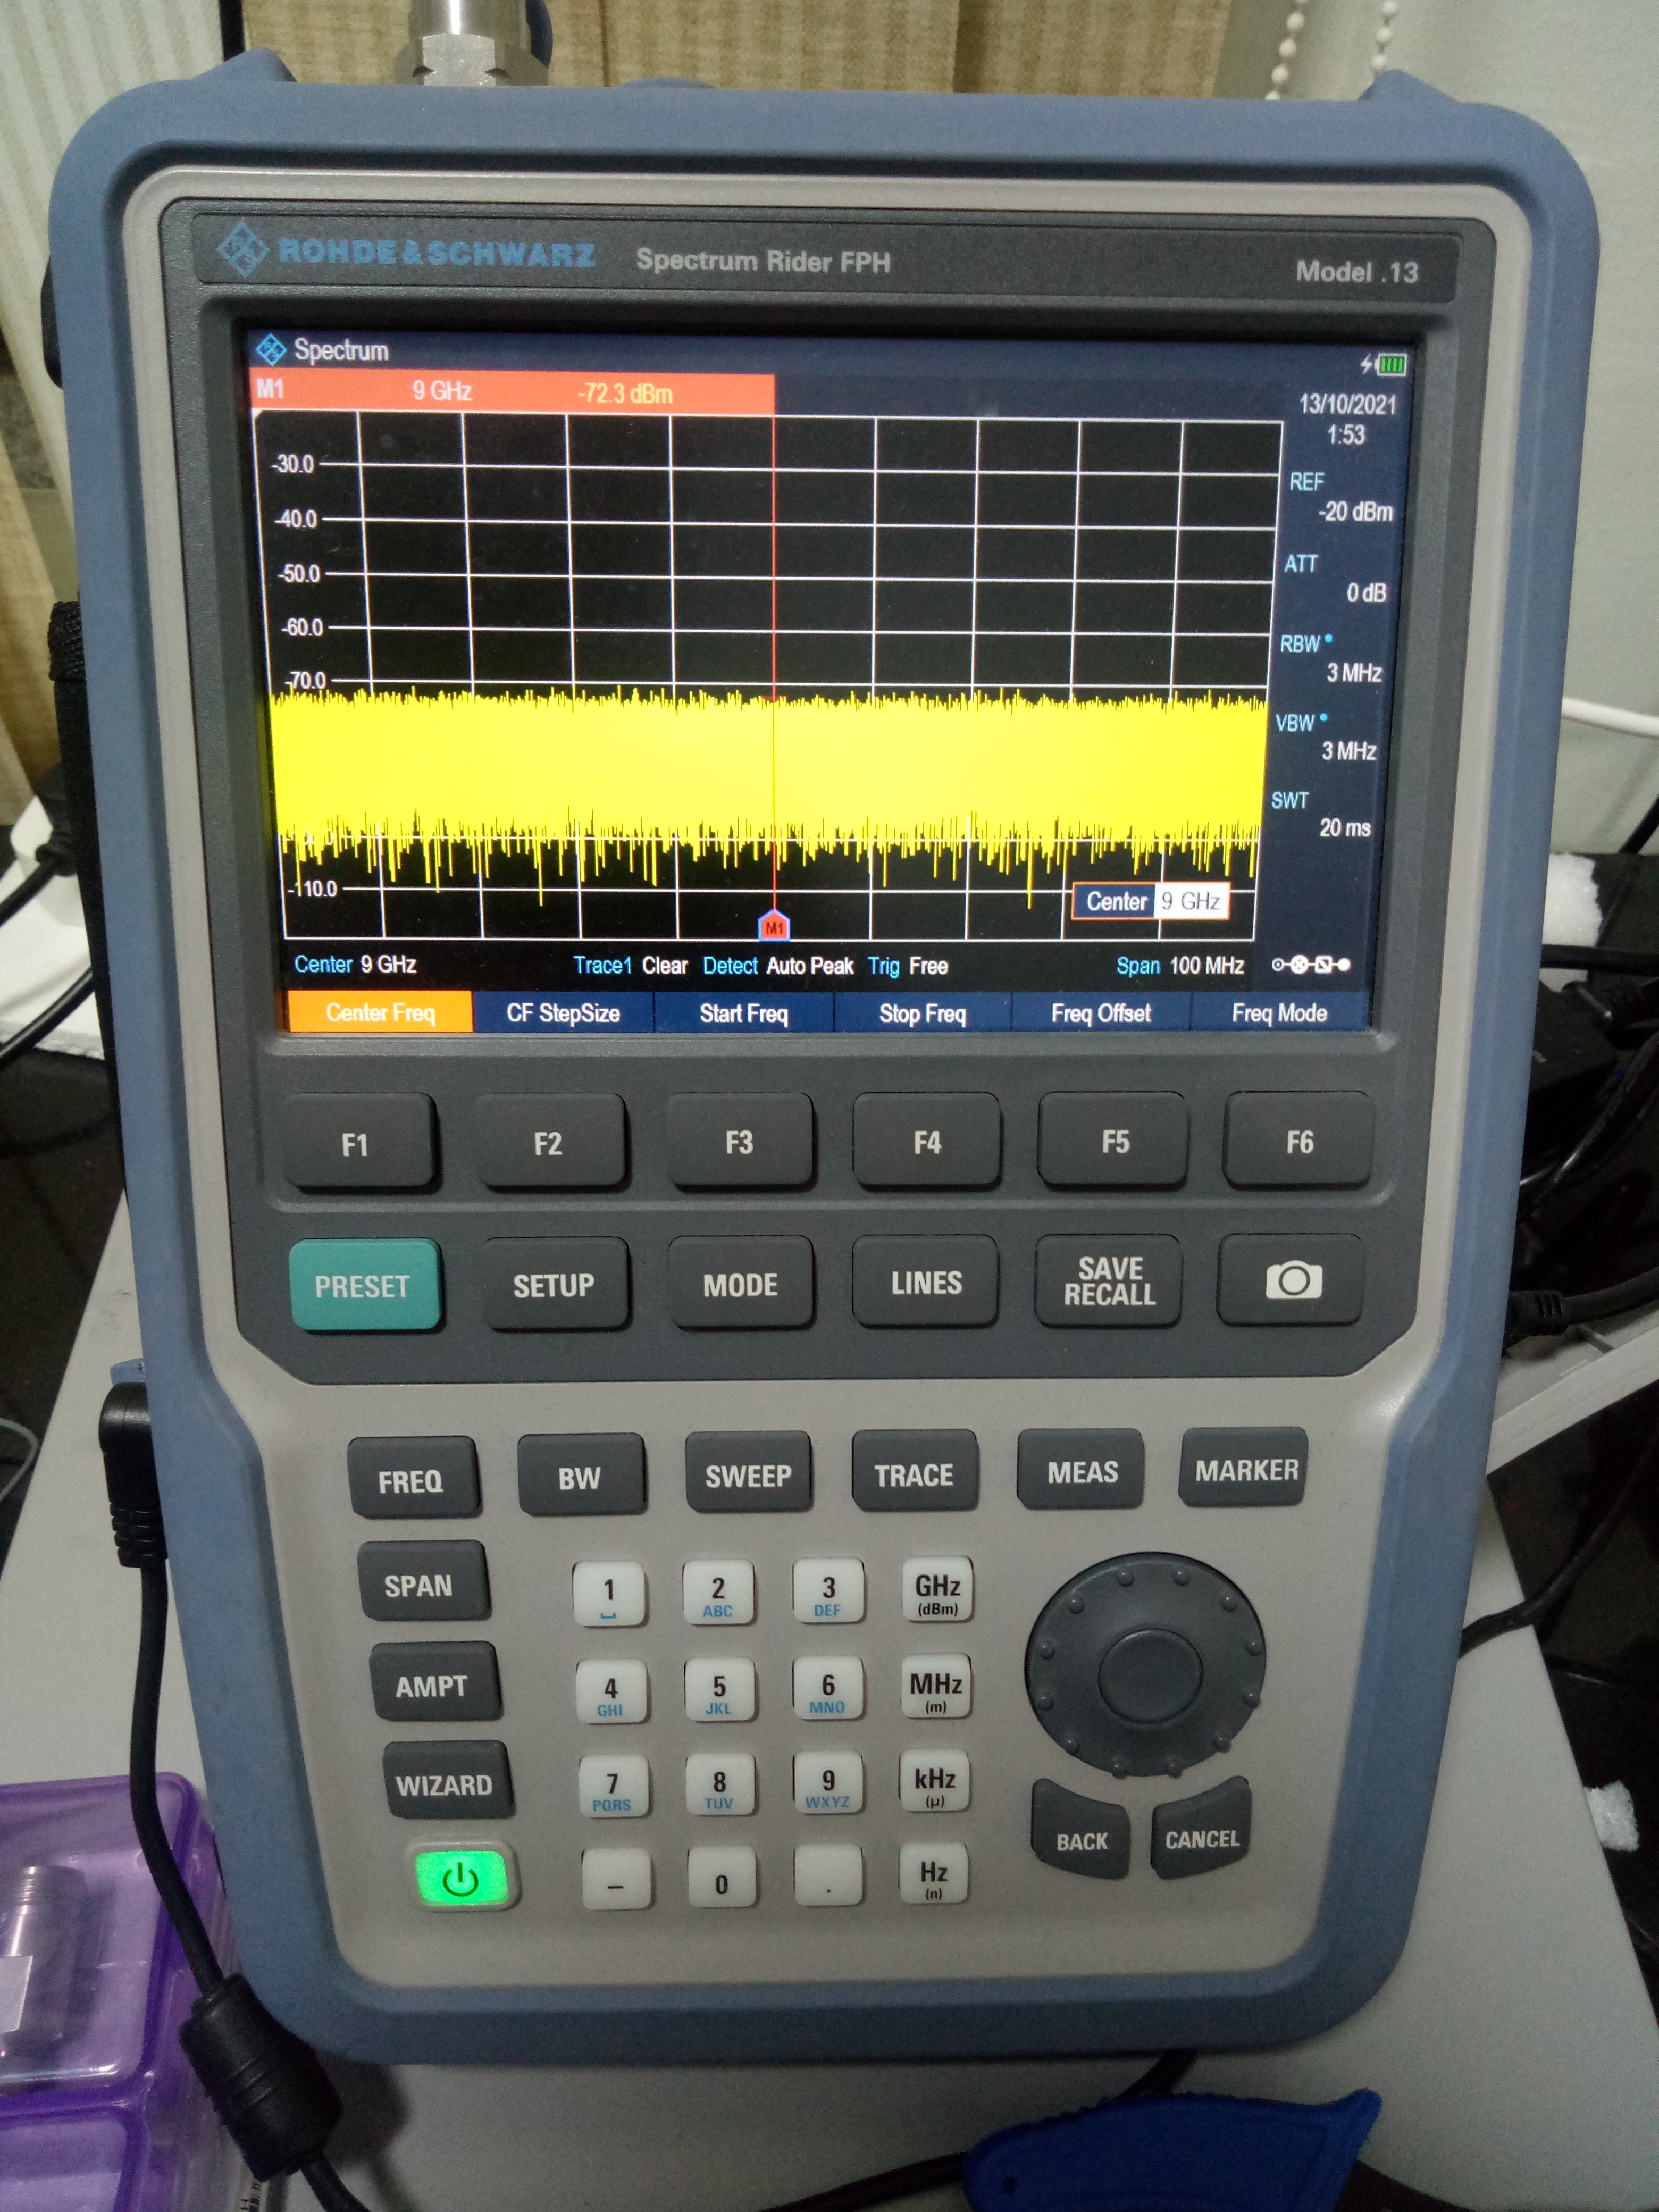 ROHDE&SCHWARZ Spectrum Rider FPH Model .13
Spectrum
M1 9 GHz -72.3 dBm
13/10/2021
1:53
-30.0
-40.0
-50.0
-60.0
-70.0
-110.0
REF
-20 dBm
ATT
0 dB
RBW
3 MHz
VBW
3 MHz
SWT
20 ms
M1
Center 9 GHz
Center 9 GHz Trace1 Clear Detect Auto Peak Trig Free Span 100 MHz
Center Freq CF StepSize Start Freq Stop Freq Freq Offset Freq Mode
F1 F2 F3 F4 F5 F6
PRESET SETUP MODE LINES SAVE RECALL
FREQ BW SWEEP TRACE MEAS MARKER
SPAN
AMPT
WIZARD
1 2 3 GHz
ABC DEF (dBm)
4 5 6 MHz
GHI JKL MNO (m)
7 8 9 kHz
PQRS TUV WXYZ (µ)
– 0 . Hz
(n)
BACK CANCEL